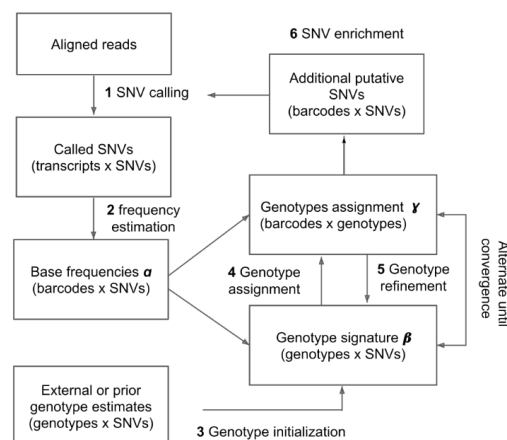 Aligned reads
1 SNV calling
Called SNVs
(transcripts x SNVs)
2 frequency
estimation
Base frequencies α
(barcodes x SNVs)
External or prior
genotype estimates
(genotypes x SNVs)
3 Genotype initialization
6 SNV enrichment
Additional putative
SNVs
(barcodes x SNVs)
Genotypes assignment γ
(barcodes x genotypes)
4 Genotype
assignment
5 Genotype
refinement
Genotype signature β
(genotypes x SNVs)
Alternate until
convergence